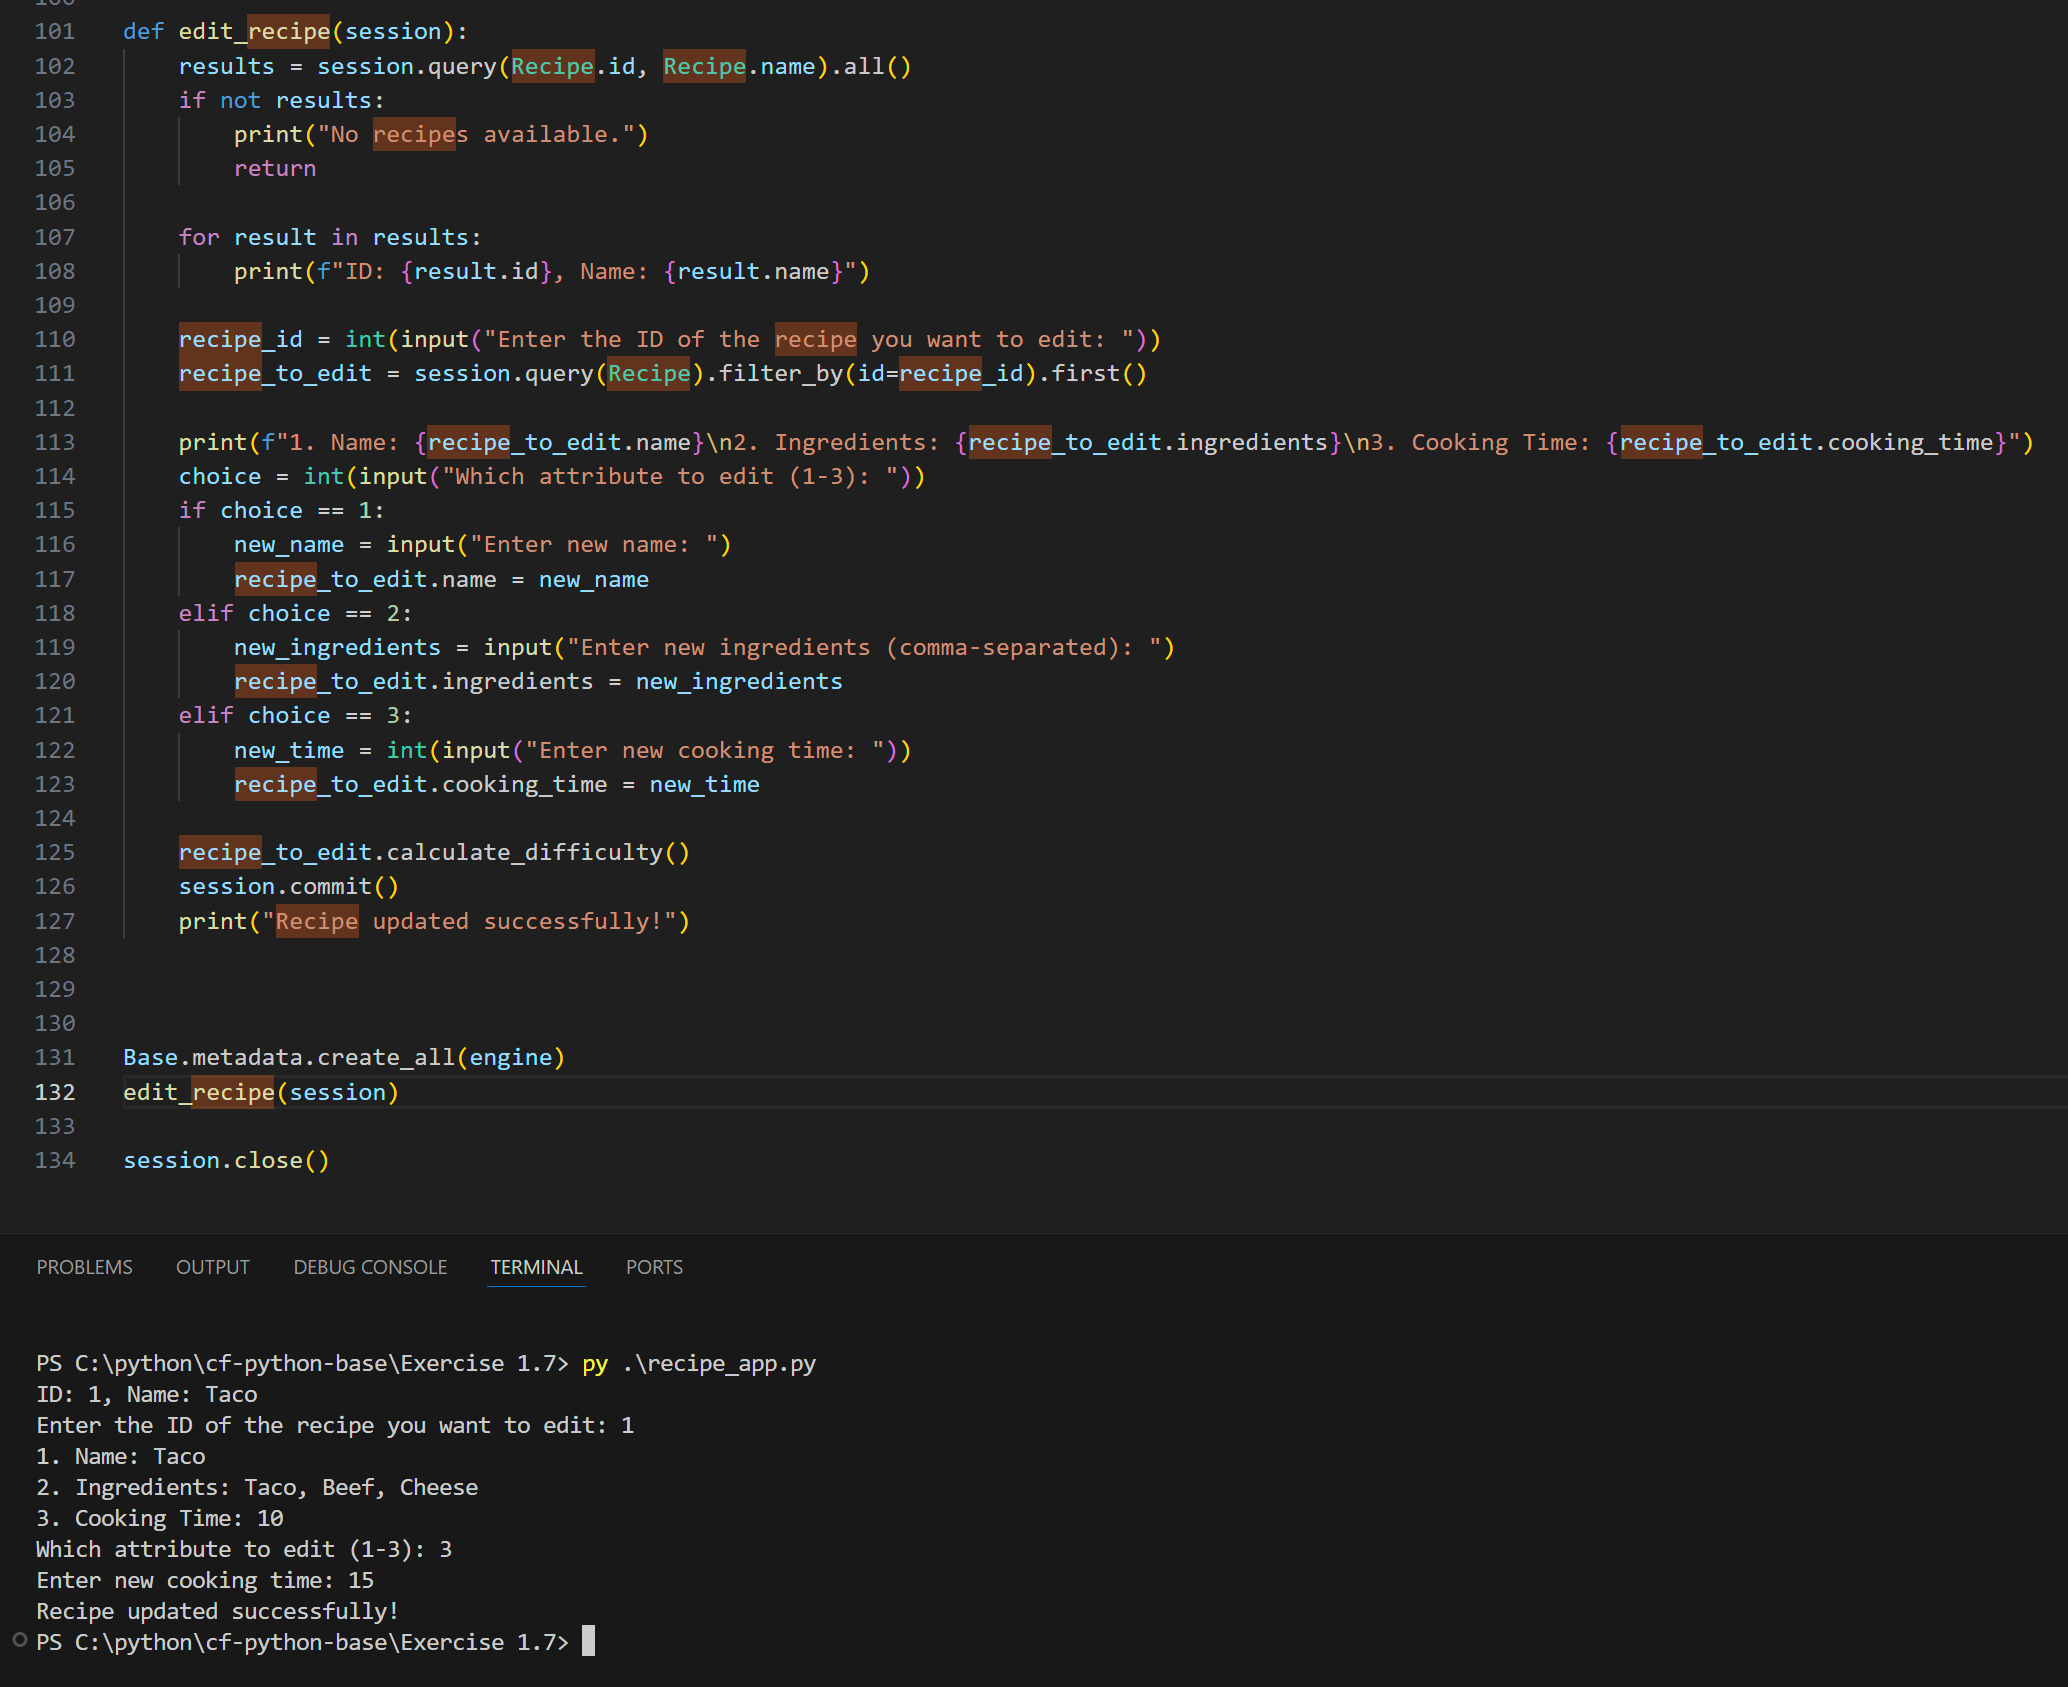 100
101 def edit_recipe(session):
102     results = session.query(Recipe.id, Recipe.name).all()
103     if not results:
104         print("No recipes available.")
105         return
106
107     for result in results:
108         print(f"ID: {result.id}, Name: {result.name}")
109
110     recipe_id = int(input("Enter the ID of the recipe you want to edit: "))
111     recipe_to_edit = session.query(Recipe).filter_by(id=recipe_id).first()
112
113     print(f"1. Name: {recipe_to_edit.name}\n2. Ingredients: {recipe_to_edit.ingredients}\n3. Cooking Time: {recipe_to_edit.cooking_time}")
114     choice = int(input("Which attribute to edit (1-3): "))
115     if choice == 1:
116         new_name = input("Enter new name: ")
117         recipe_to_edit.name = new_name
118     elif choice == 2:
119         new_ingredients = input("Enter new ingredients (comma-separated): ")
120         recipe_to_edit.ingredients = new_ingredients
121     elif choice == 3:
122         new_time = int(input("Enter new cooking time: "))
123         recipe_to_edit.cooking_time = new_time
124
125     recipe_to_edit.calculate_difficulty()
126     session.commit()
127     print("Recipe updated successfully!")
128
129
130
131 Base.metadata.create_all(engine)
132 edit_recipe(session)
133
134 session.close()
PROBLEMS OUTPUT DEBUG CONSOLE TERMINAL PORTS
PS C:\python\cf-python-base\Exercise 1.7> py .\recipe_app.py
ID: 1, Name: Taco
Enter the ID of the recipe you want to edit: 1
1. Name: Taco
2. Ingredients: Taco, Beef, Cheese
3. Cooking Time: 10
Which attribute to edit (1-3): 3
Enter new cooking time: 15
Recipe updated successfully!
PS C:\python\cf-python-base\Exercise 1.7>